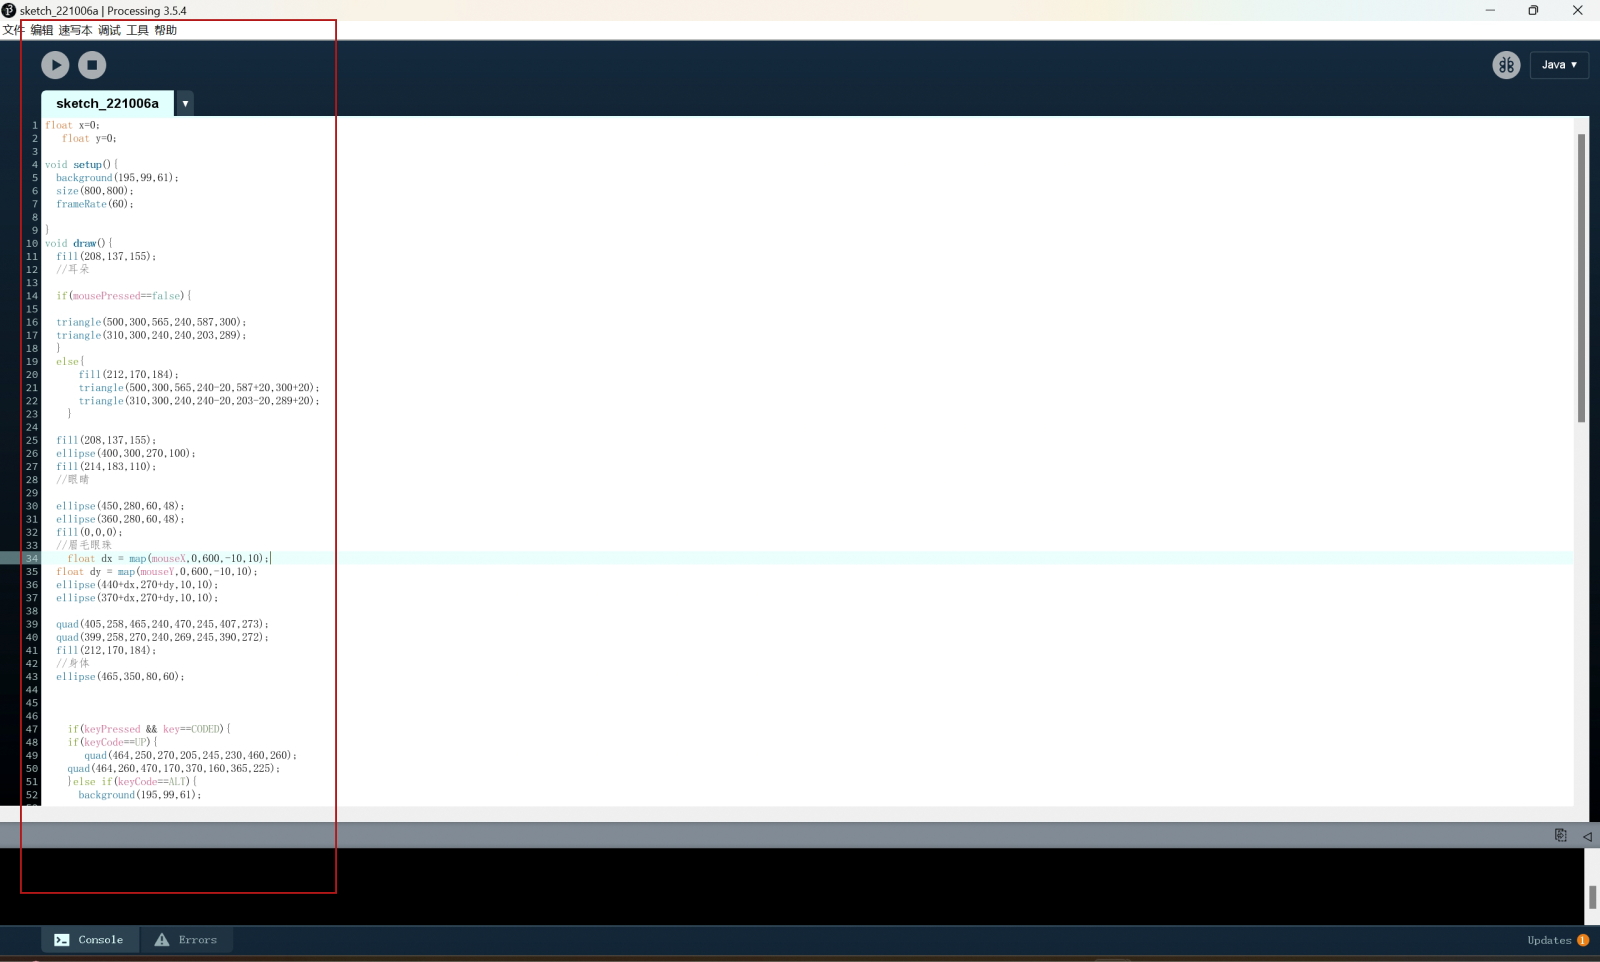 sketch_221006a | Processing 3.5.4
文件 编辑 速写本 调试 工具 帮助
Java ▼
sketch_221006a ▼
1 float x=0;
2 float y=0;
3
4 void setup(){
5 background(195,99,61);
6 size(800,800);
7 frameRate(60);
8
9 }
10 void draw(){
11 fill(208,137,155);
12 //耳朵
13
14 if(mousePressed==false){
15
16 triangle(500,300,565,240,587,300);
17 triangle(310,300,240,240,203,289);
18 }
19 else{
20 fill(212,170,184);
21 triangle(500,300,565,240-20,587+20,300+20);
22 triangle(310,300,240,240-20,203-20,289+20);
23 }
24
25 fill(208,137,155);
26 ellipse(400,300,270,100);
27 fill(214,183,110);
28 //眼睛
29
30 ellipse(450,280,60,48);
31 ellipse(360,280,60,48);
32 fill(0,0,0);
33 //眉毛眼珠
34 float dx = map(mouseX,0,600,-10,10);
35 float dy = map(mouseY,0,600,-10,10);
36 ellipse(440+dx,270+dy,10,10);
37 ellipse(370+dx,270+dy,10,10);
38
39 quad(405,258,465,240,470,245,407,273);
40 quad(399,258,270,240,269,245,390,272);
41 fill(212,170,184);
42 //身体
43 ellipse(465,350,80,60);
44
45
46
47 if(keyPressed && key==CODED){
48 if(keyCode==UP){
49 quad(464,250,270,205,245,230,460,260);
50 quad(464,260,470,170,370,160,365,225);
51 }else if(keyCode==ALT){
52 background(195,99,61);
Console Errors
Updates 1